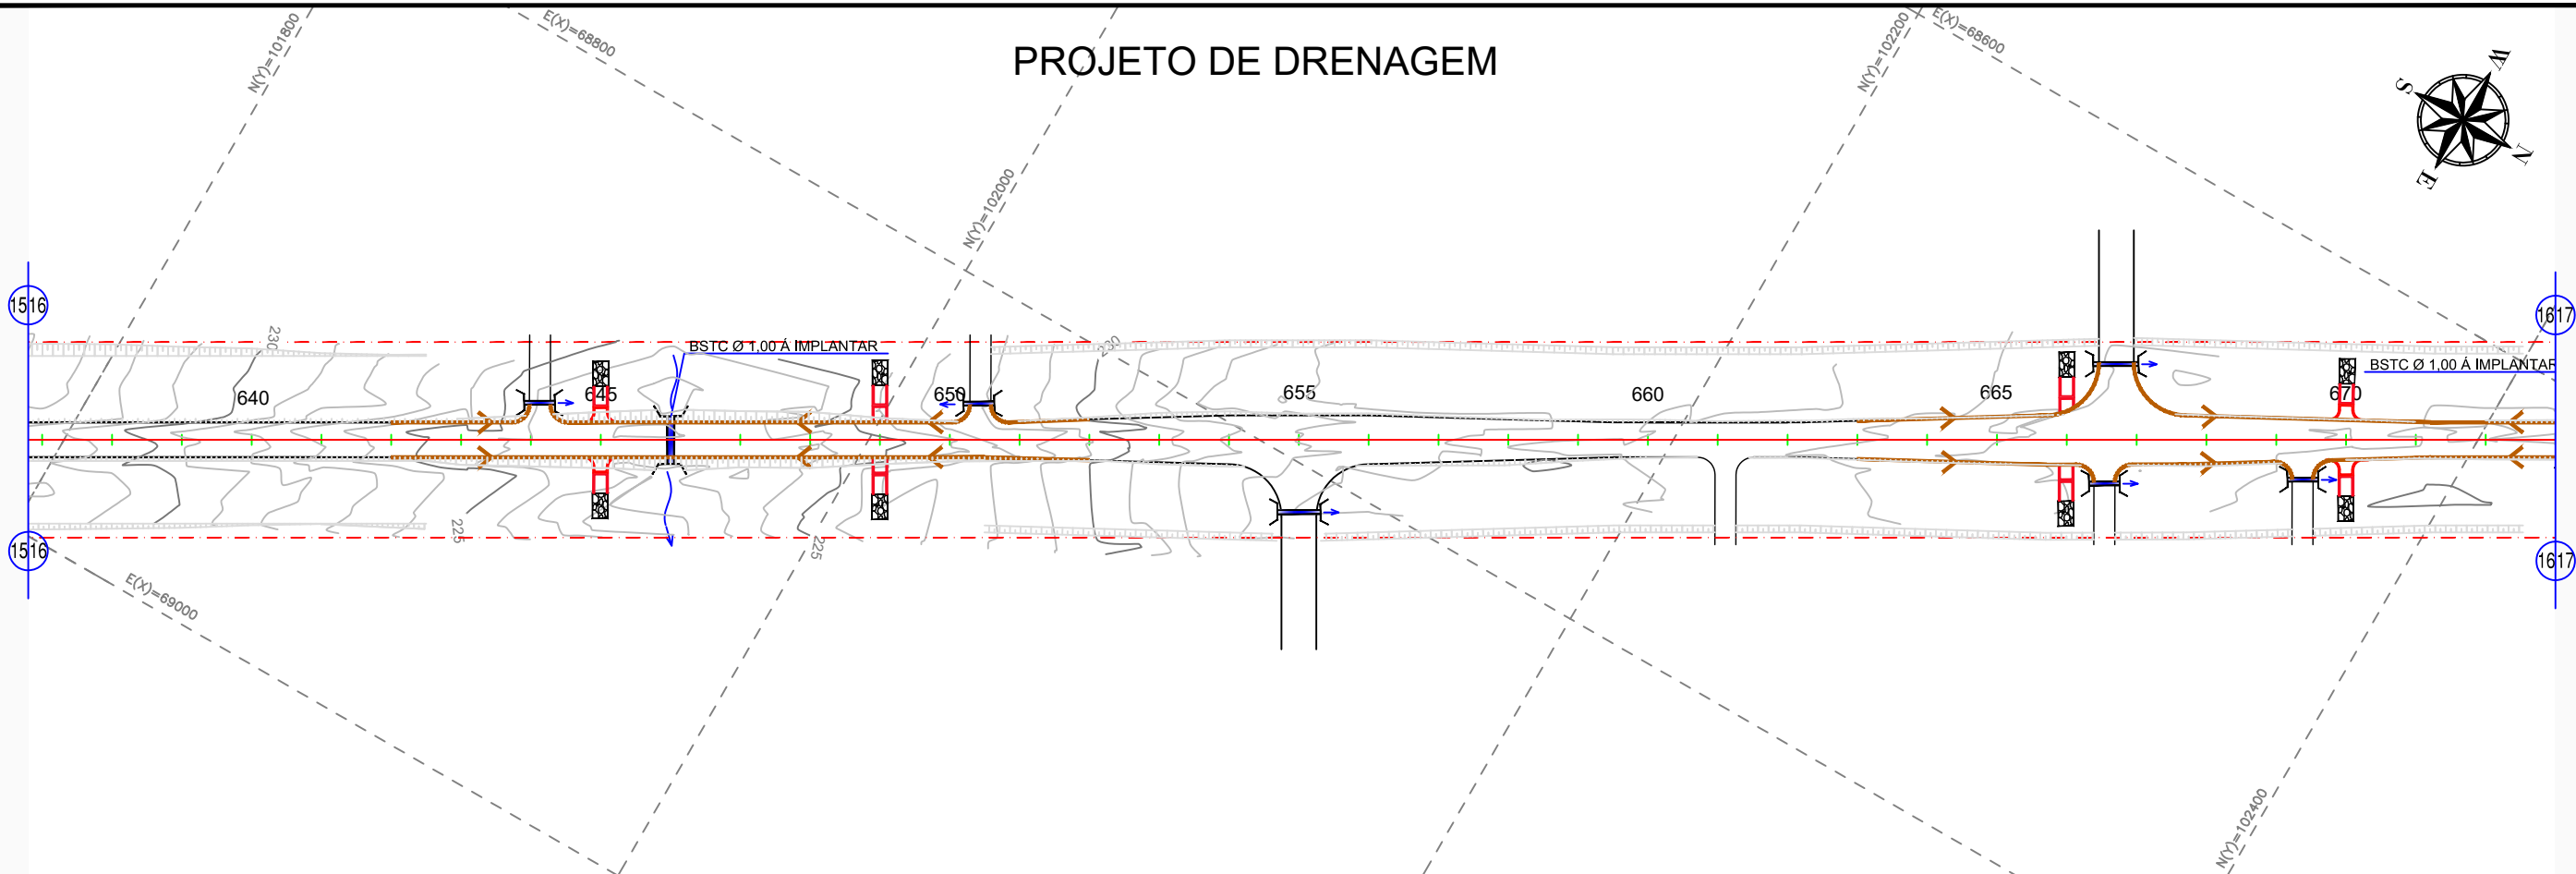 PROJETO DE DRENAGEM
N(Y)=101800
E(X)=68800
N(Y)=102000
N(Y)=102200
E(X)=68600
W
S
N
E
1516
1617
230
BSTC Ø 1,00 Á IMPLANTAR
230
BSTC Ø 1,00 Á IMPLANTAR
640
645
650
655
660
665
670
225
225
1516
1617
E(X)=69000
N(Y)=102400